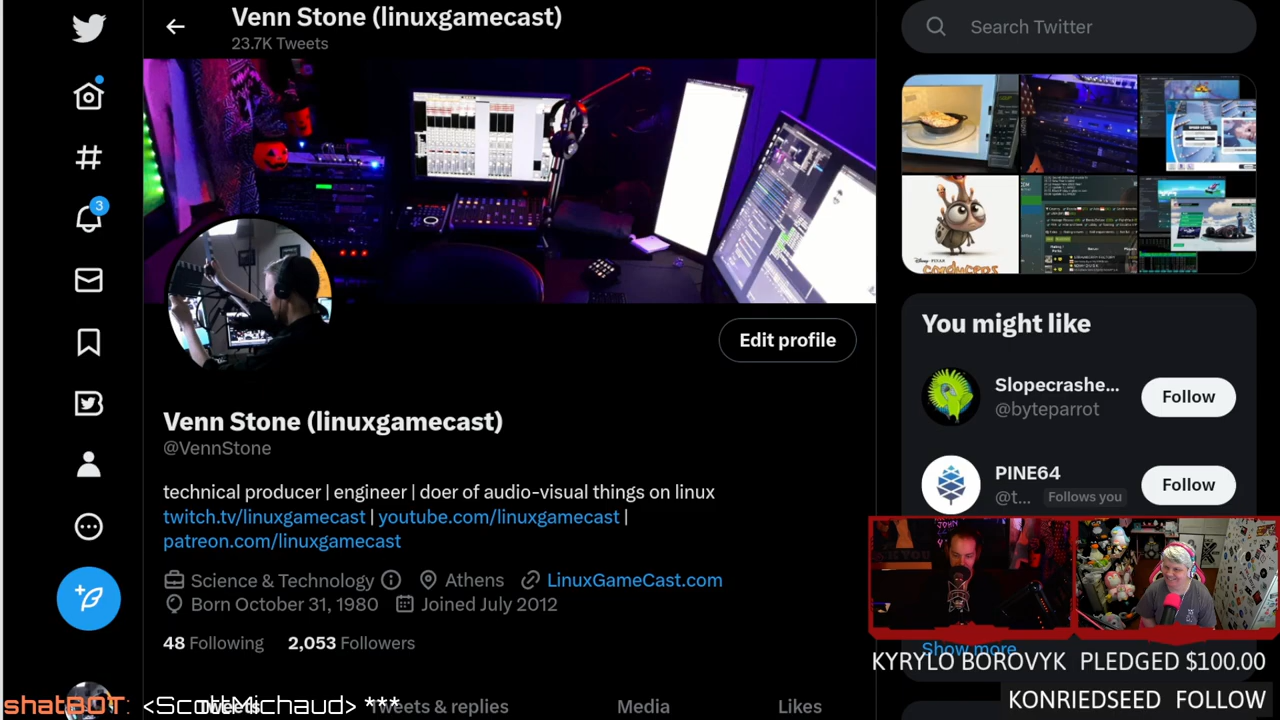 Venn Stone (linuxgamecast)
23.7K Tweets
Search Twitter
3
Edit profile
Venn Stone (linuxgamecast)
@VennStone
technical producer | engineer | doer of audio-visual things on linux
twitch.tv/linuxgamecast | youtube.com/linuxgamecast |
patreon.com/linuxgamecast
Science & Technology Athens LinuxGameCast.com
Born October 31, 1980 Joined July 2012
48 Following 2,053 Followers
Tweets Tweets & replies Media Likes
You might like
Slopecrashe...
@byteparrot
Follow
PINE64
@t... Follows you
Follow
JOHN
Show more
KYRYLO BOROVYK PLEDGED $100.00
KONRIEDSEED FOLLOW
shatBOT: <ScottMichaud> ***